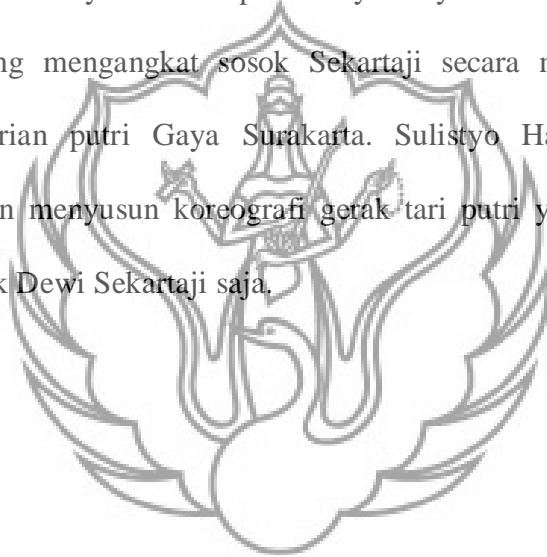 ng mengangkat sosok Sekartaji secara m
rian putri Gaya Surakarta. Sulistyo Ha
n menyusun koreografi gerak tari putri y
k Dewi Sekartaji saja.